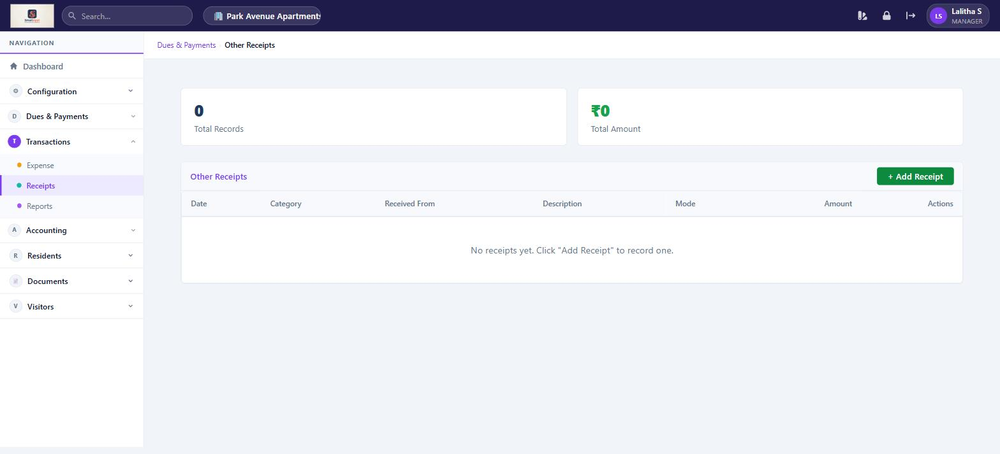 SmartAppt
Search...
🏢 Park Avenue Apartments
LS
Lalitha S
MANAGER
NAVIGATION
Dashboard
Configuration
D
Dues & Payments
T
Transactions
Expense
Receipts
Reports
A
Accounting
R
Residents
Documents
V
Visitors
Dues & Payments › Other Receipts
0
Total Records
₹0
Total Amount
Other Receipts
+ Add Receipt
Date Category Received From Description Mode Amount Actions
No receipts yet. Click "Add Receipt" to record one.